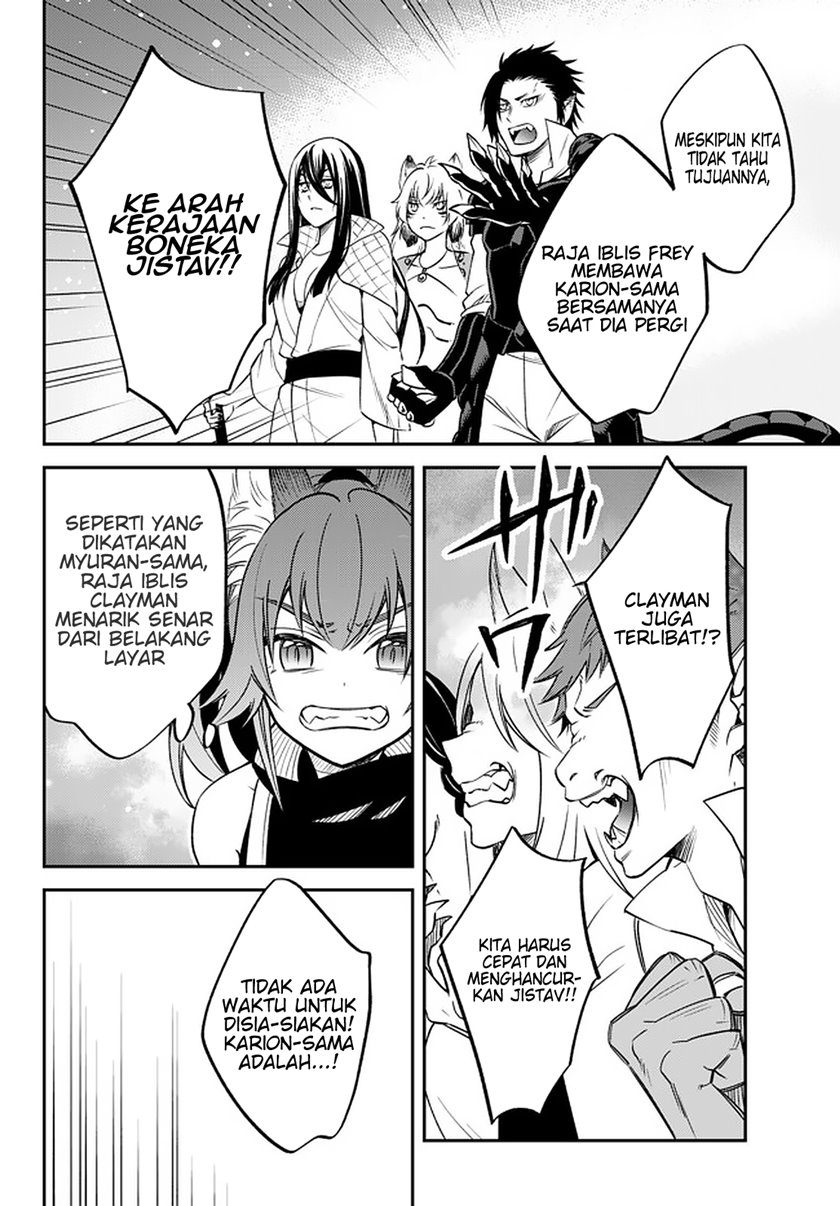 MESKIPUN KITA
TIDAK TAHU
TUJUANNYA,
RAJA IBLIS FREY
MEMBAWA
KARION-SAMA
BERSAMANYA
SAAT DIA PERGI
KE ARAH
KERAJAAN
BONEKA
JISTAV!!
CLAYMAN
JUGA
TERLIBAT!?
KITA HARUS
CEPAT DAN
MENGHANCUR-
KAN JISTAV!!
SEPERTI YANG
DIKATAKAN
MYURAN-SAMA,
RAJA IBLIS
CLAYMAN
MENARIK SENAR
DARI BELAKANG
LAYAR
TIDAK ADA
WAKTU UNTUK
DISIA-SIAKAN!
KARION-SAMA
ADALAH...!